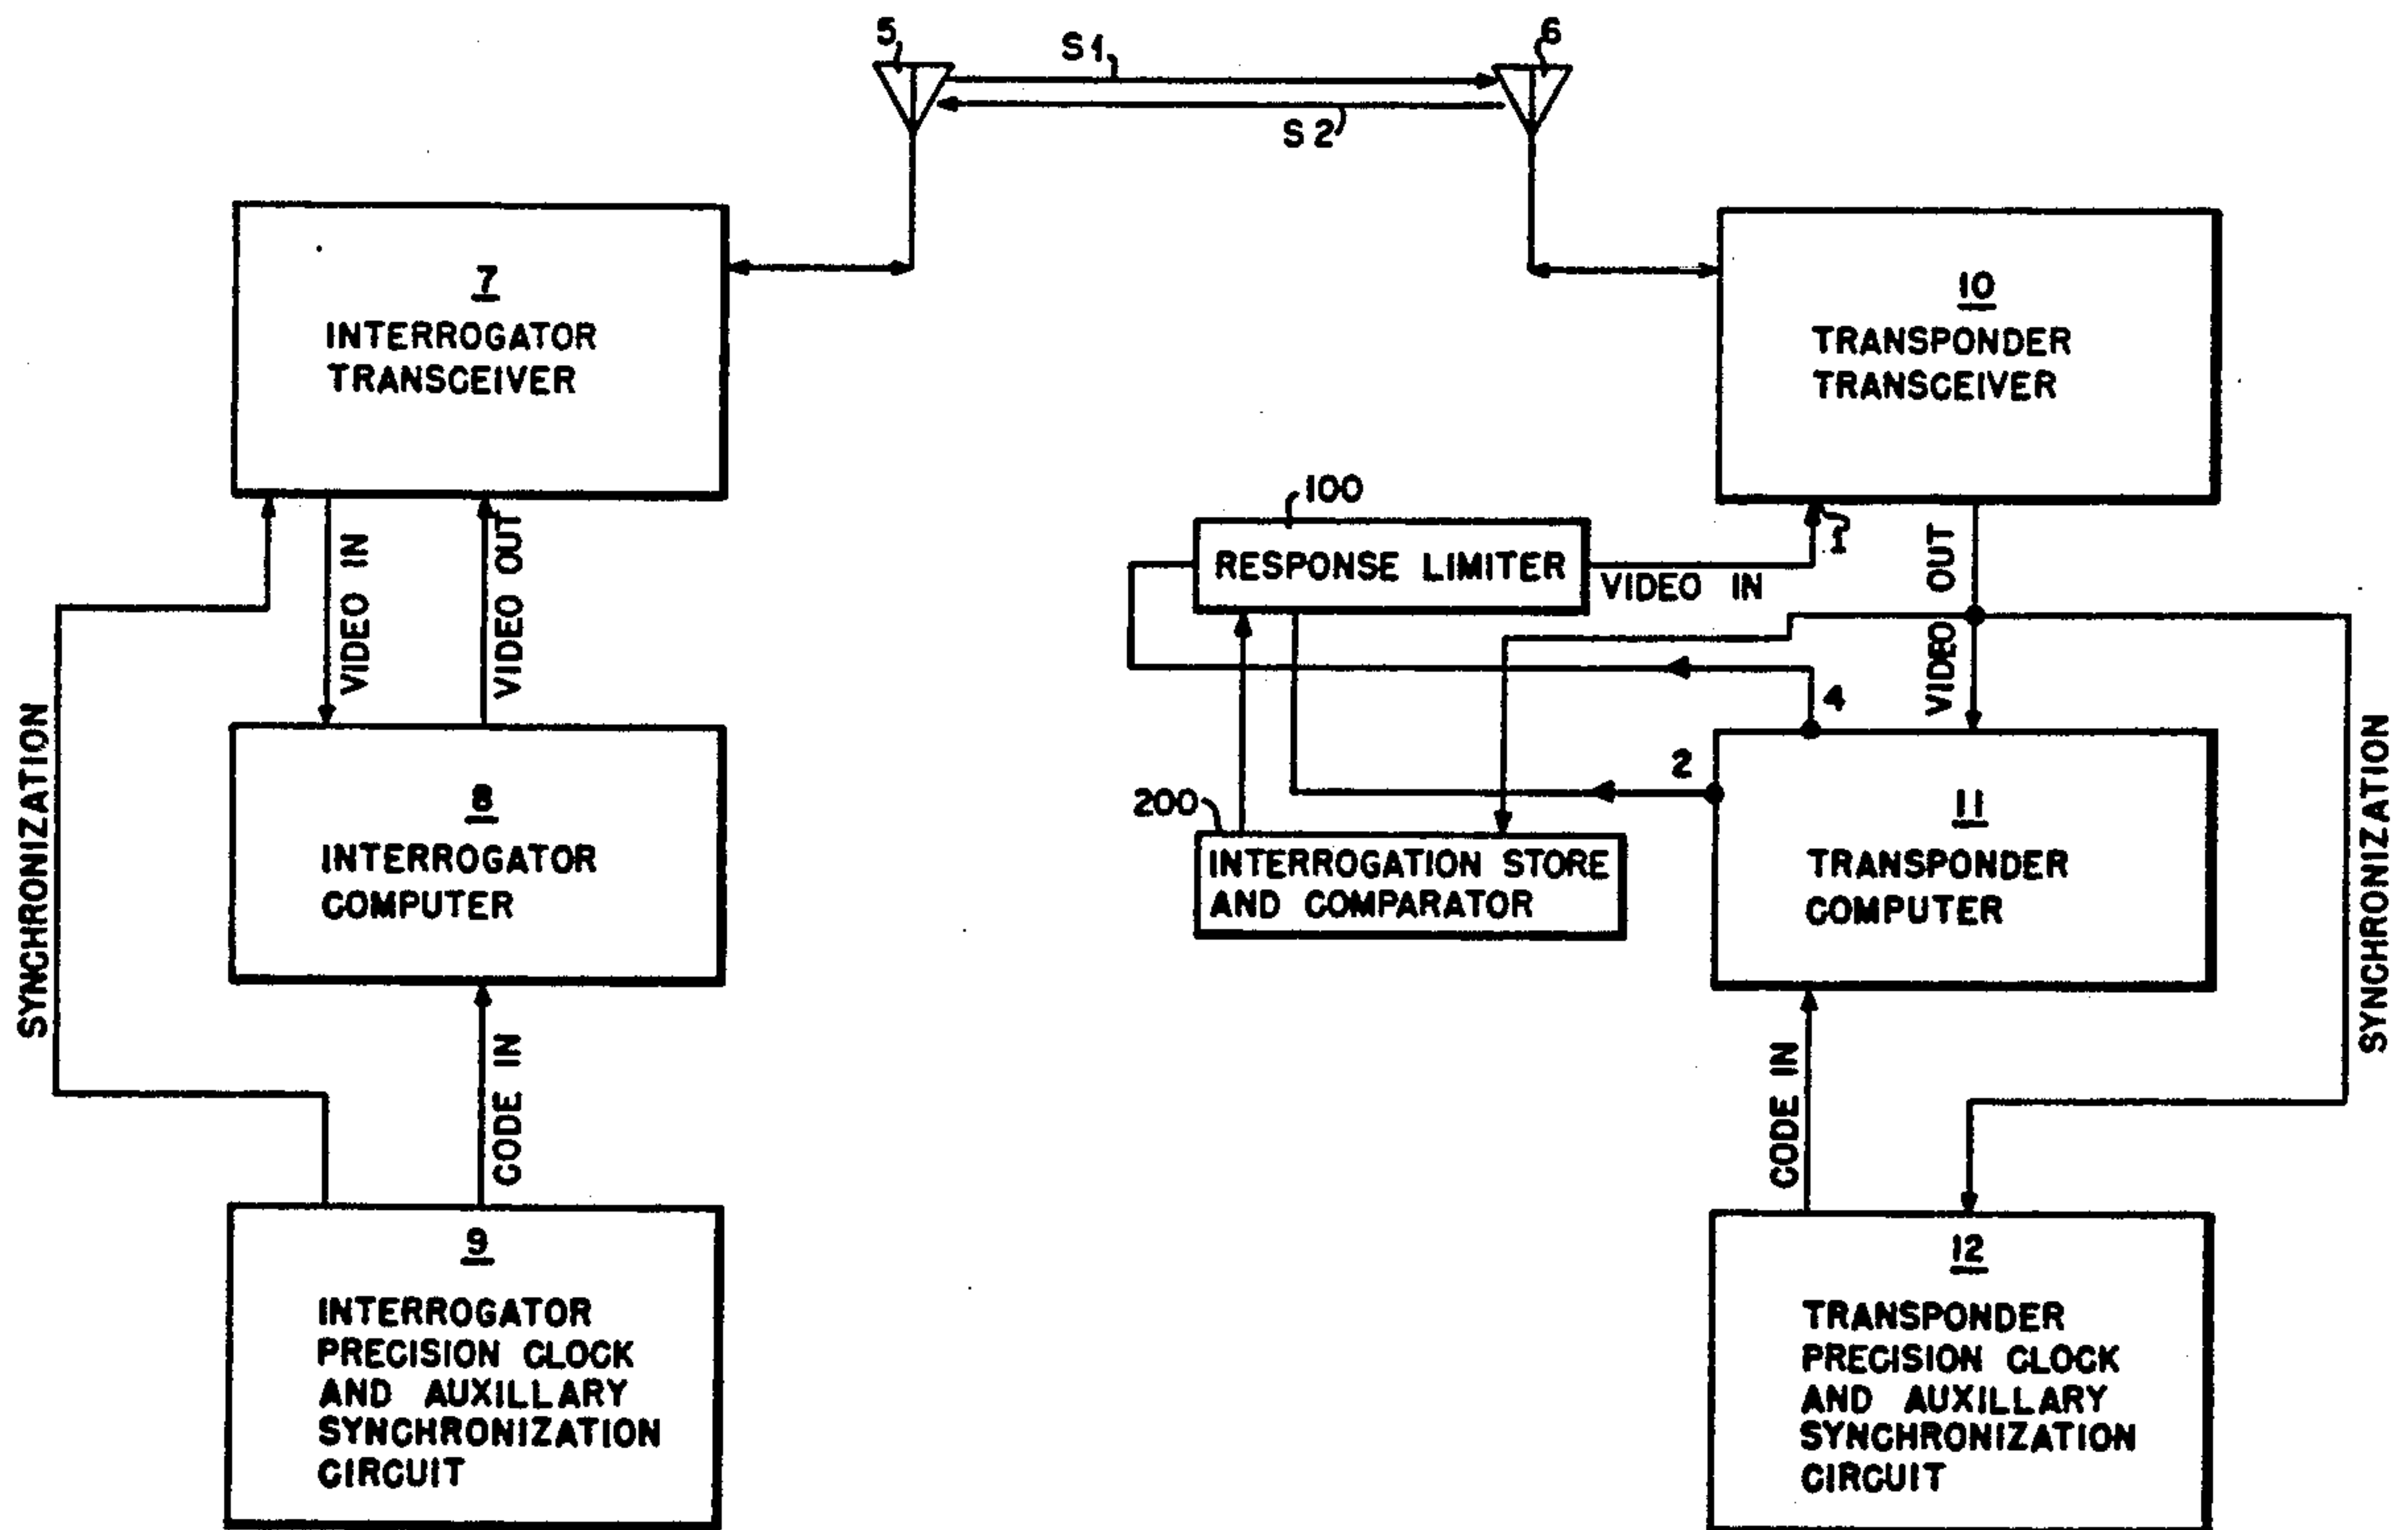 5
S1
6
S2
7
INTERROGATOR
TRANSCEIVER
10
TRANSPONDER
TRANSCEIVER
100
RESPONSE LIMITER
VIDEO IN
1
VIDEO OUT
VIDEO IN
VIDEO OUT
VIDEO
4
2
SYNCHRONIZATION
8
INTERROGATOR
COMPUTER
200
INTERROGATION STORE
AND COMPARATOR
11
TRANSPONDER
COMPUTER
SYNCHRONIZATION
CODE IN
CODE IN
9
INTERROGATOR
PRECISION CLOCK
AND AUXILLARY
SYNCHRONIZATION
CIRCUIT
12
TRANSPONDER
PRECISION CLOCK
AND AUXILLARY
SYNCHRONIZATION
CIRCUIT